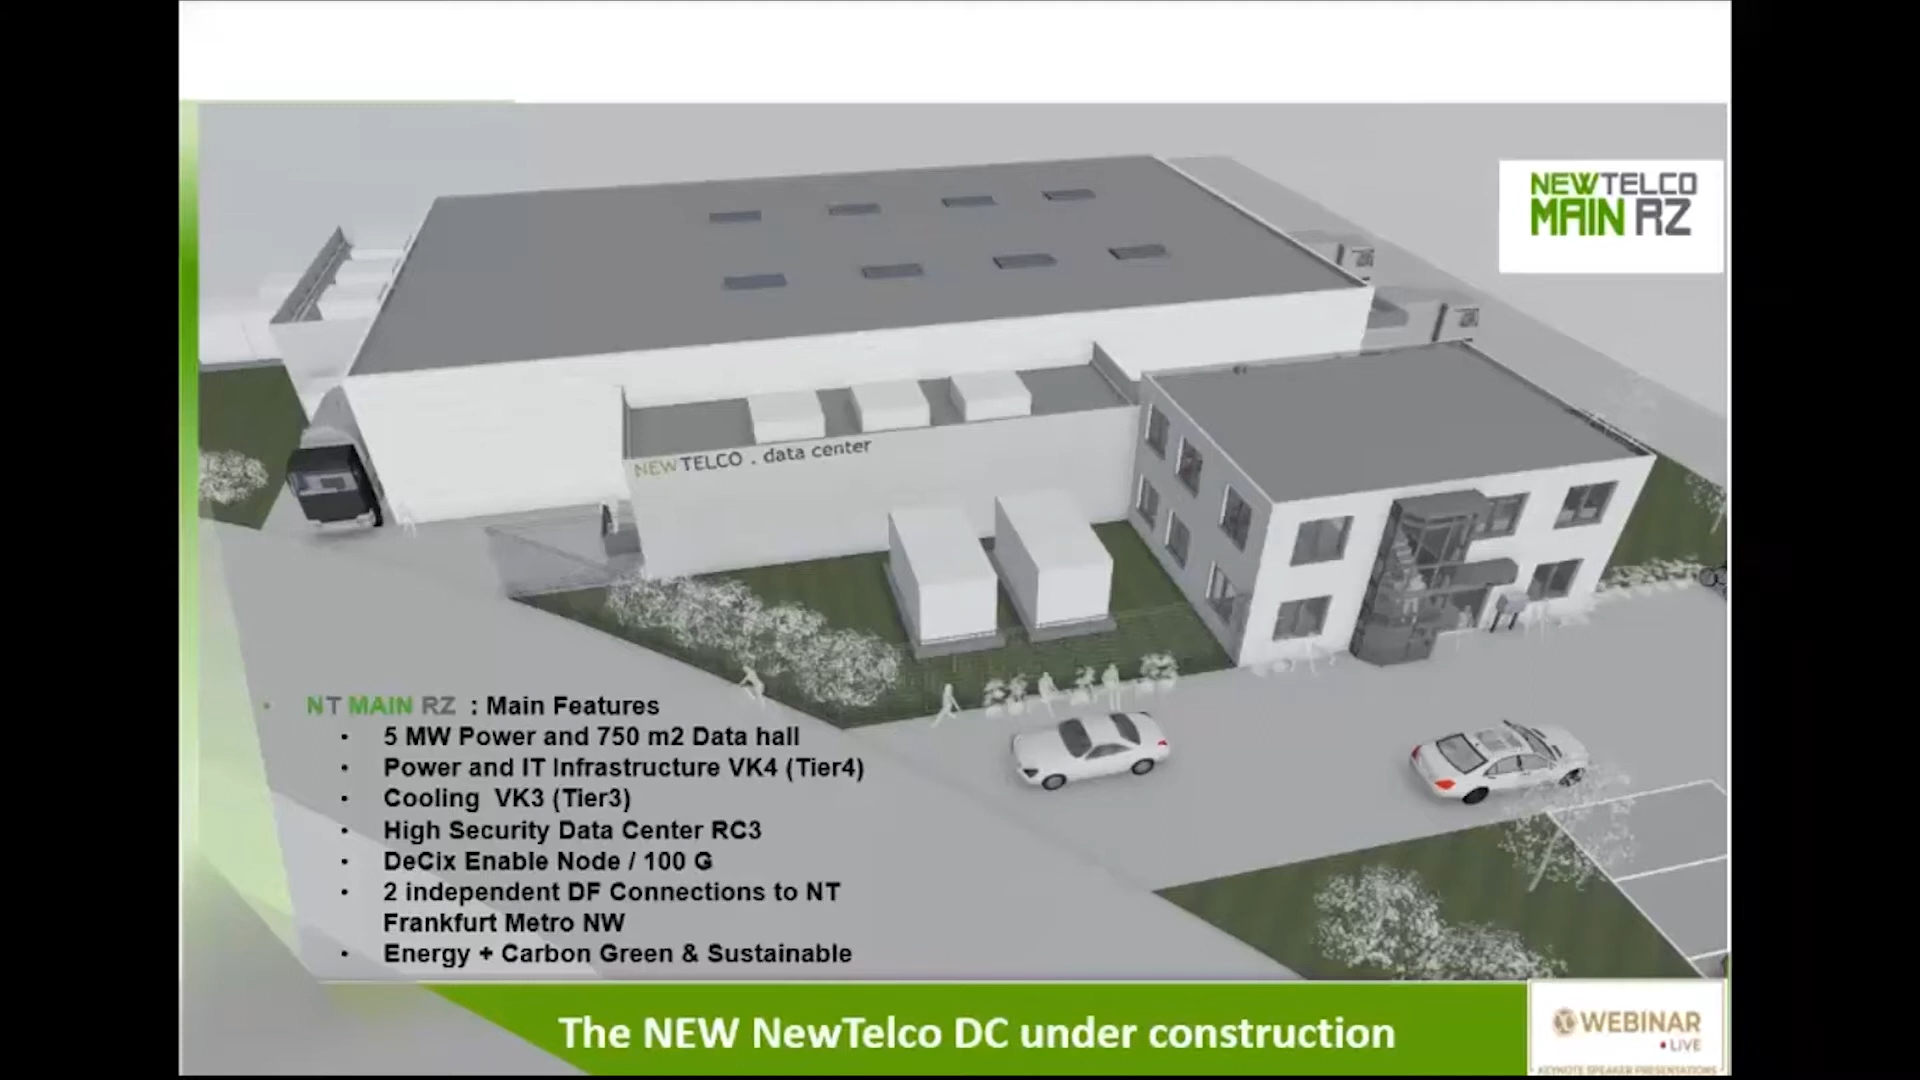 NEWTELCO
MAIN RZ
NEWTELCO . data center
• NT MAIN RZ : Main Features
• 5 MW Power and 750 m2 Data hall
• Power and IT Infrastructure VK4 (Tier4)
• Cooling VK3 (Tier3)
• High Security Data Center RC3
• DeCix Enable Node / 100 G
• 2 independent DF Connections to NT
Frankfurt Metro NW
• Energy + Carbon Green & Sustainable
The NEW NewTelco DC under construction
WEBINAR
• LIVE
KEYNOTE SPEAKER PRESENTATIONS